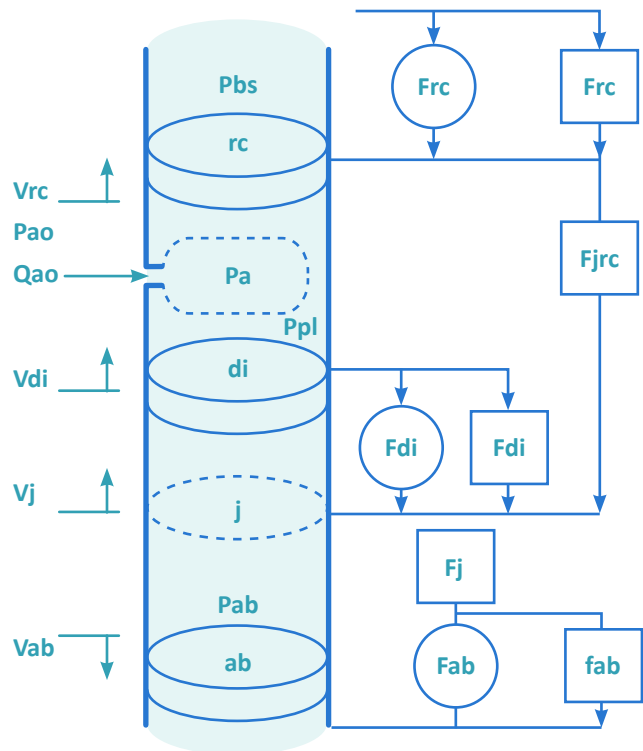 Pbs
Frc
Frc
rc
Vrc
Pao
Qao
Pa
Fjrc
Ppl
di
Vdi
Fdi
Fdi
Vj
j
Fj
Pab
Vab
ab
Fab
fab